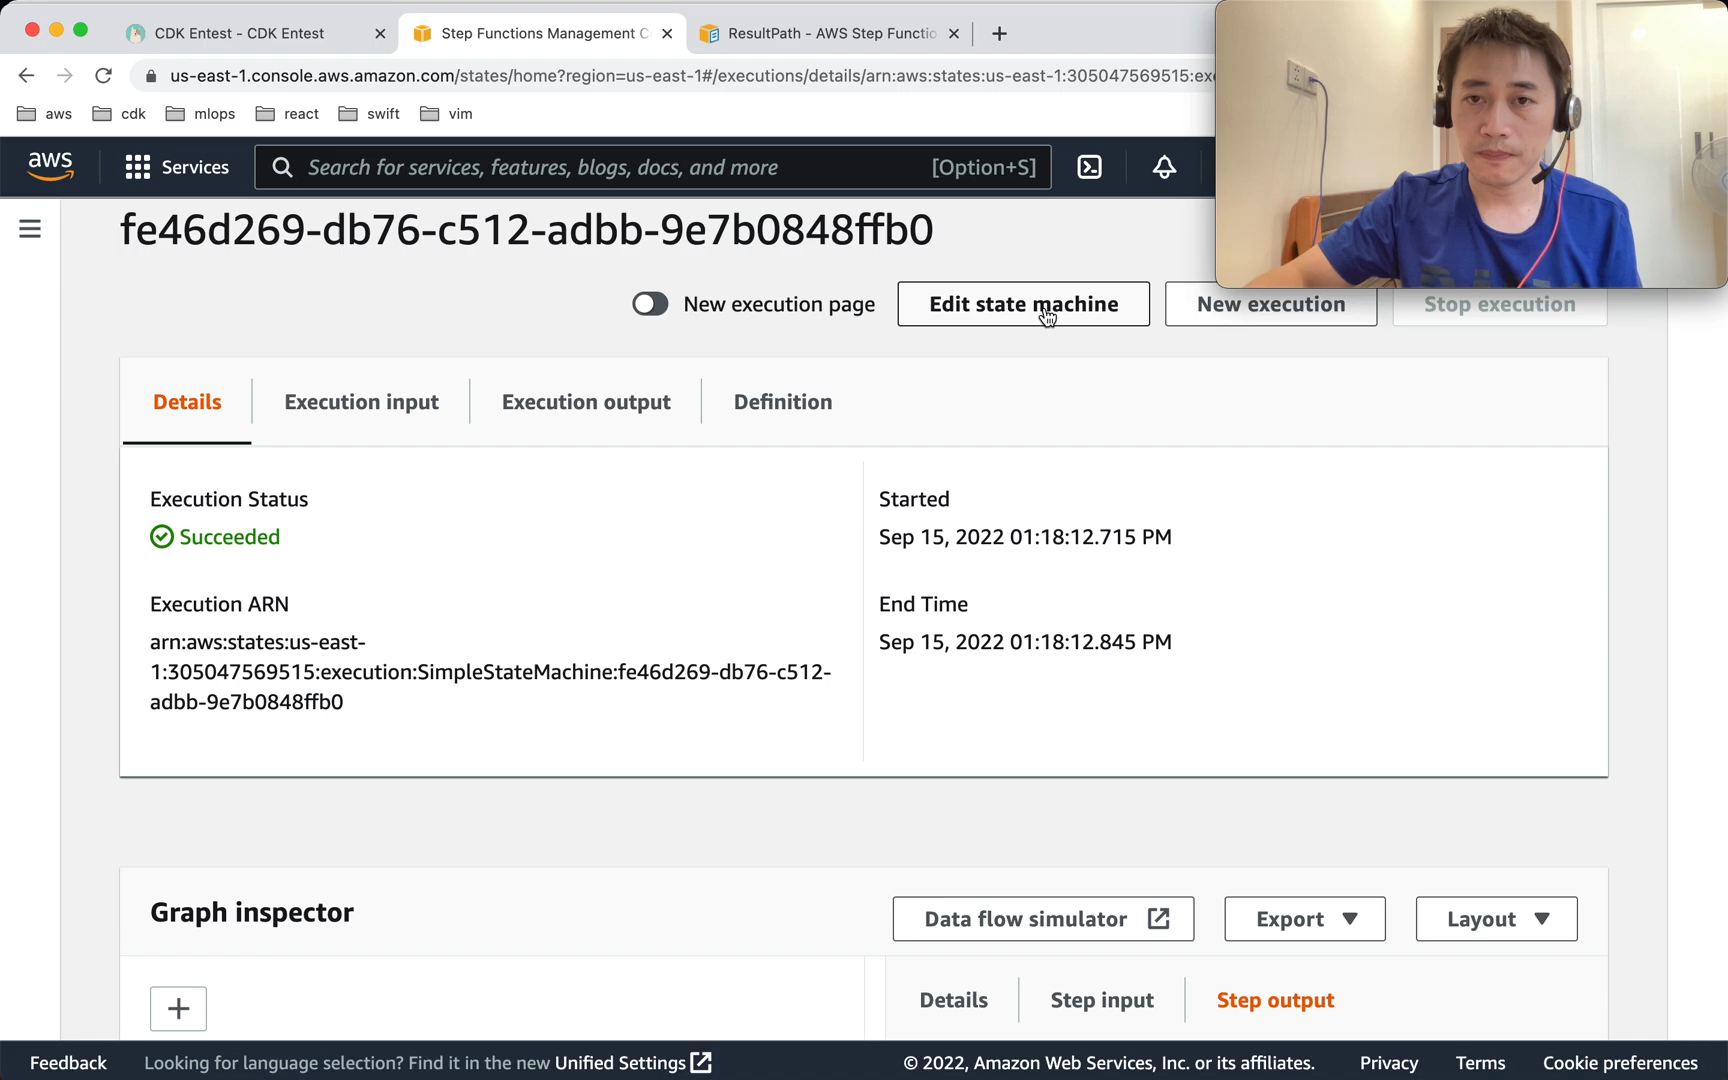 CDK Entest - CDK Entest
Step Functions Management C
ResultPath - AWS Step Functio
us-east-1.console.aws.amazon.com/states/home?region=us-east-1#/executions/details/arn:aws:states:us-east-1:305047569515:ex
aws
cdk
mlops
react
swift
vim
aws
Services
Search for services, features, blogs, docs, and more
[Option+S]
fe46d269-db76-c512-adbb-9e7b0848ffb0
New execution page
Edit state machine
New execution
Stop execution
Details
Execution input
Execution output
Definition
Execution Status
Succeeded
Started
Sep 15, 2022 01:18:12.715 PM
Execution ARN
arn:aws:states:us-east-
1:305047569515:execution:SimpleStateMachine:fe46d269-db76-c512-
adbb-9e7b0848ffb0
End Time
Sep 15, 2022 01:18:12.845 PM
Graph inspector
Data flow simulator
Export
Layout
Details
Step input
Step output
Feedback
Looking for language selection? Find it in the new Unified Settings
© 2022, Amazon Web Services, Inc. or its affiliates.
Privacy
Terms
Cookie preferences